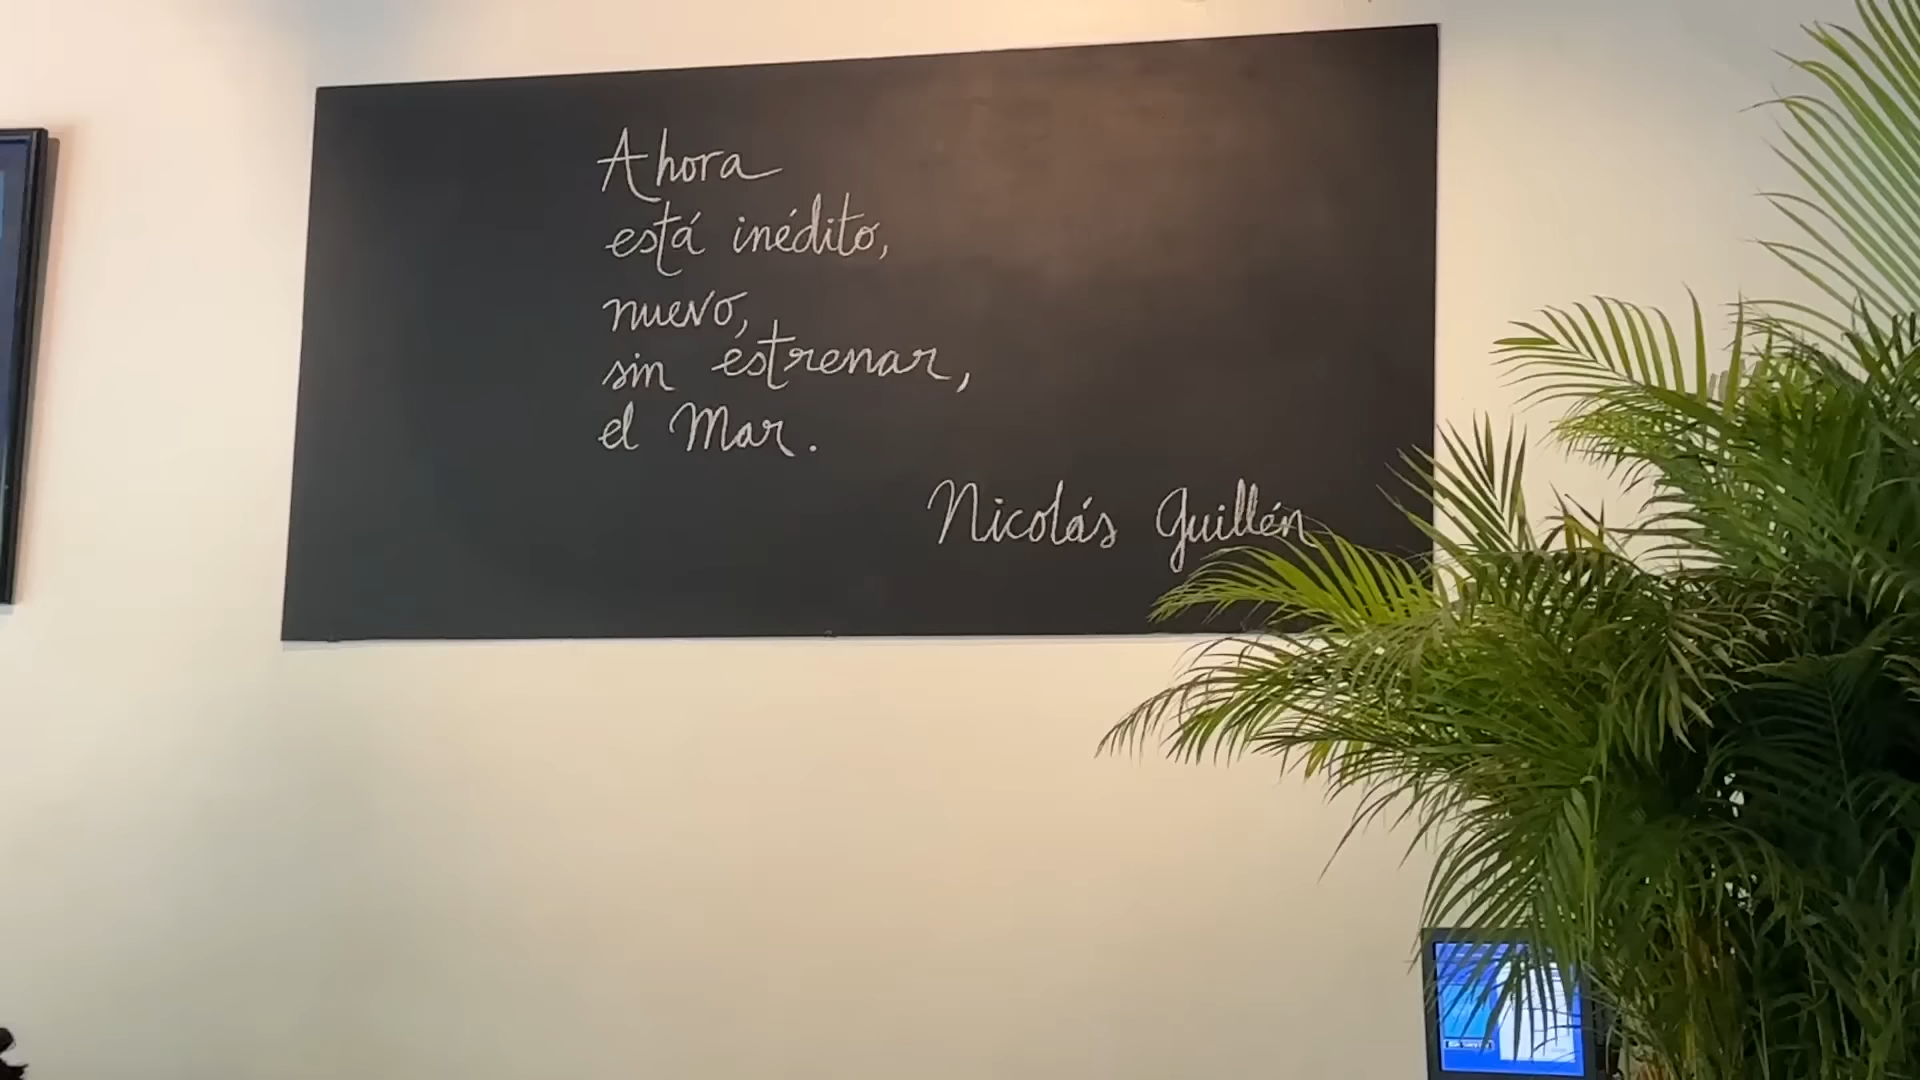 Ahora
está inédito,
nuevo,
sin estrenar,
el Mar.
Nicolás Guillén